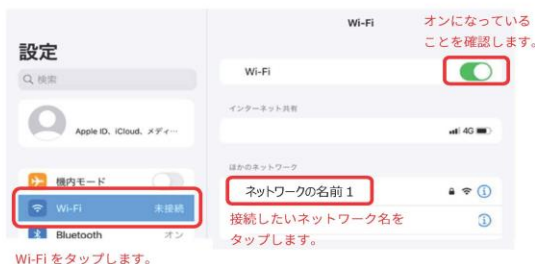 Wi-Fi
オンになっている
ことを確認します。
設定
検索
Wi-Fi
インターネット共有
Apple ID、iCloud、メディ…
4G
ほかのネットワーク
機内モード
ネットワークの名前 1
Wi-Fi 未接続
接続したいネットワーク名を
タップします。
Bluetooth オン
Wi-Fi をタップします。